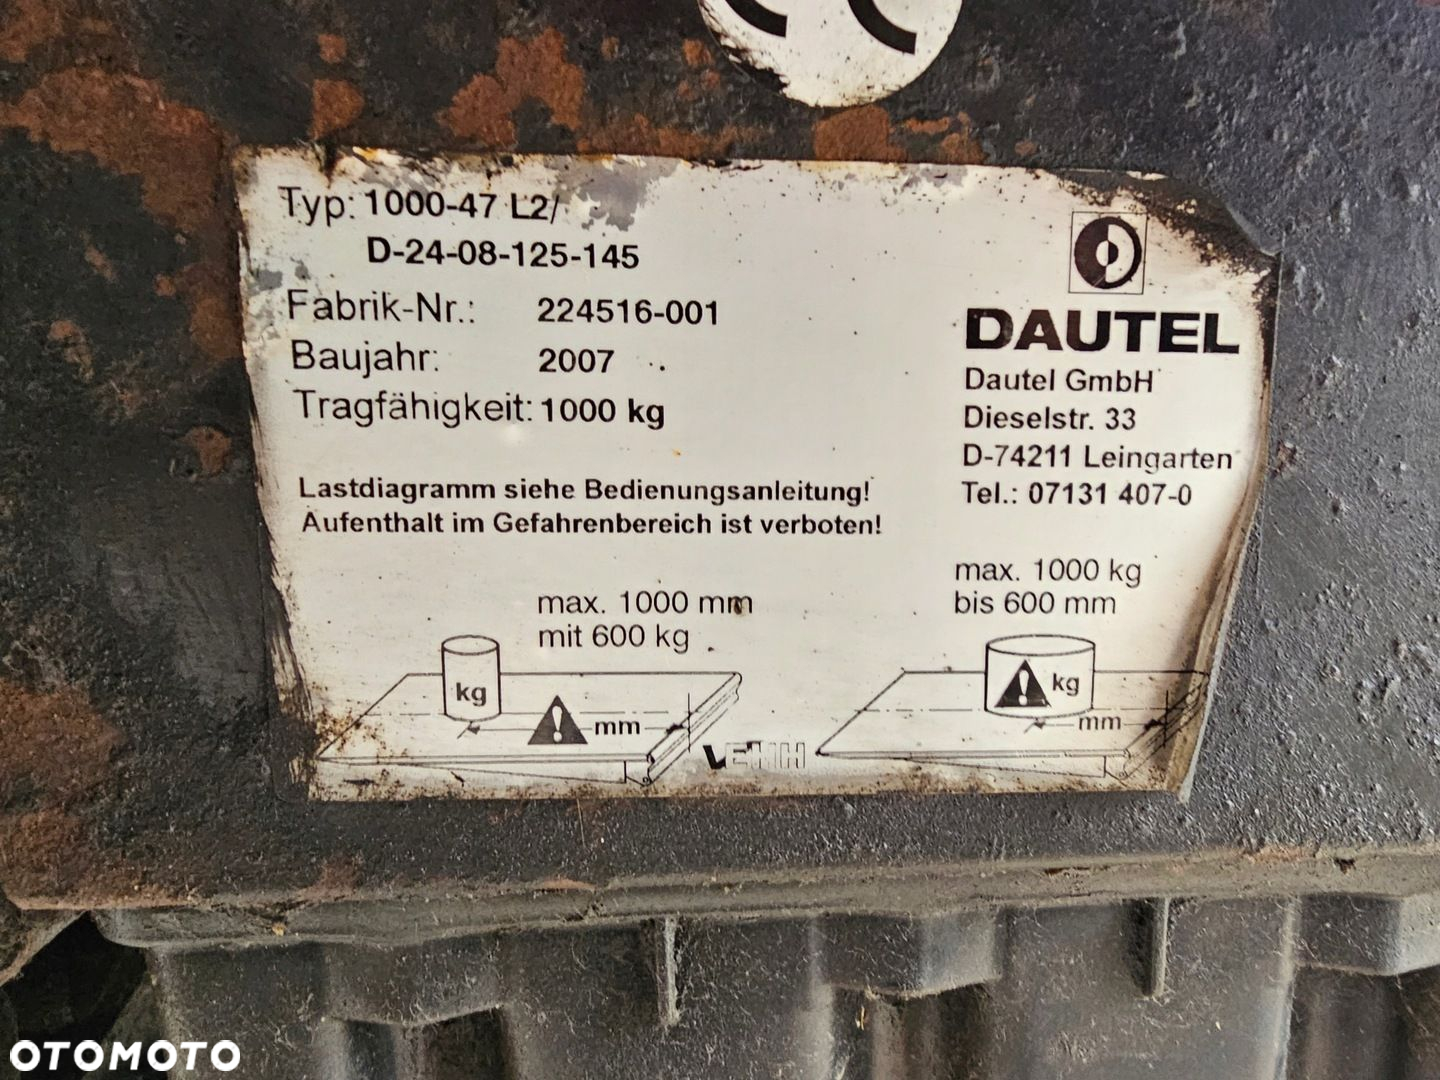 CE
Typ: 1000-47 L2/
D-24-08-125-145
Fabrik-Nr.: 224516-001
Baujahr: 2007
Tragfähigkeit: 1000 kg
DAUTEL
Dautel GmbH
Dieselstr. 33
D-74211 Leingarten
Tel.: 07131 407-0
Lastdiagramm siehe Bedienungsanleitung!
Aufenthalt im Gefahrenbereich ist verboten!
max. 1000 mm
mit 600 kg
kg
! mm
max. 1000 kg
bis 600 mm
! kg
mm
VEHH
OTOMOTO